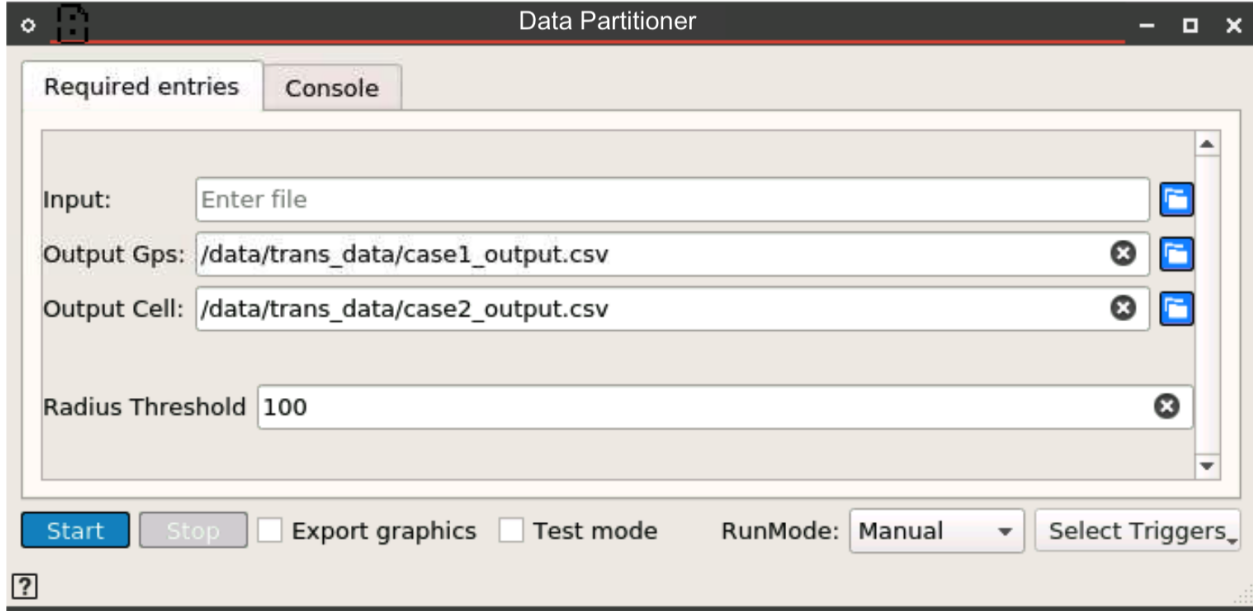 Data Partitioner
Required entries Console
Input: Enter file
Output Gps: /data/trans_data/case1_output.csv
Output Cell: /data/trans_data/case2_output.csv
Radius Threshold 100
Start Stop Export graphics Test mode RunMode: Manual Select Triggers
?